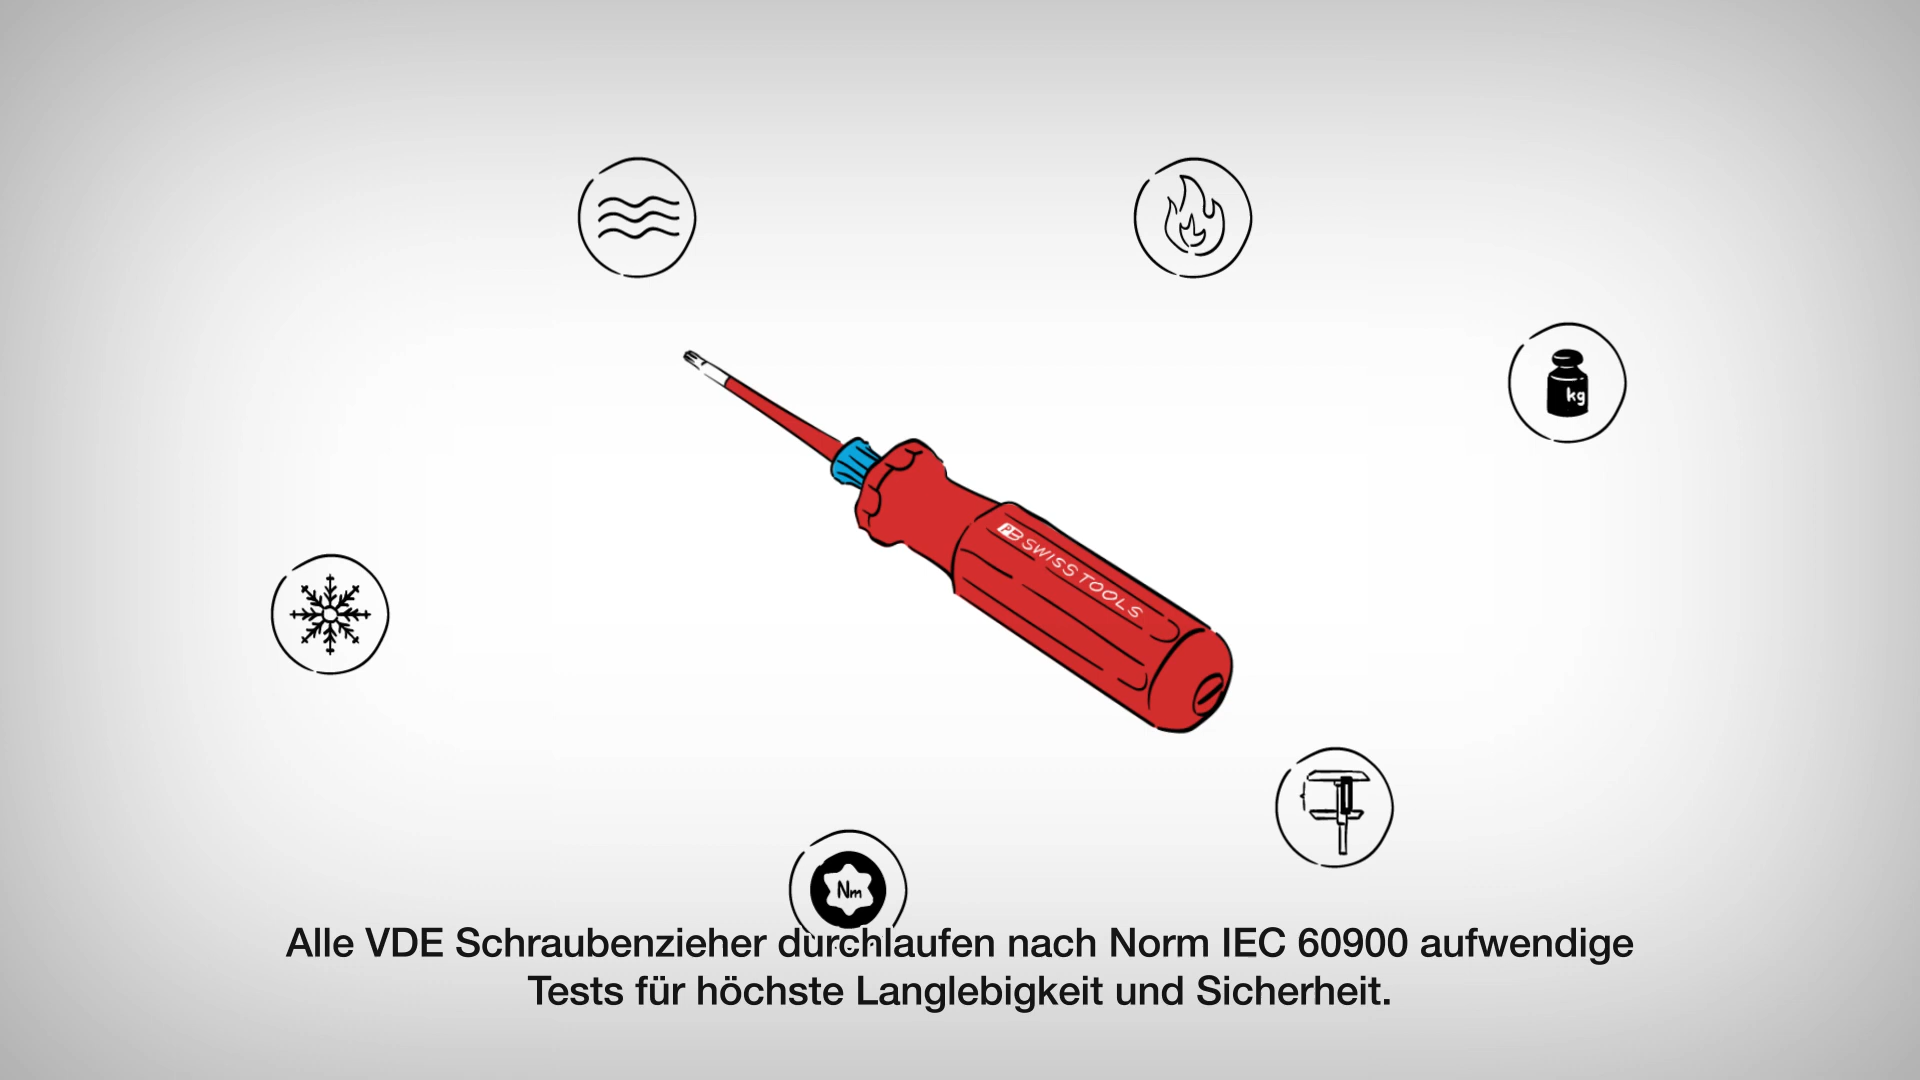 kg
PB SWISS TOOLS
Nm
Alle VDE Schraubenzieher durchlaufen nach Norm IEC 60900 aufwendige
Tests für höchste Langlebigkeit und Sicherheit.